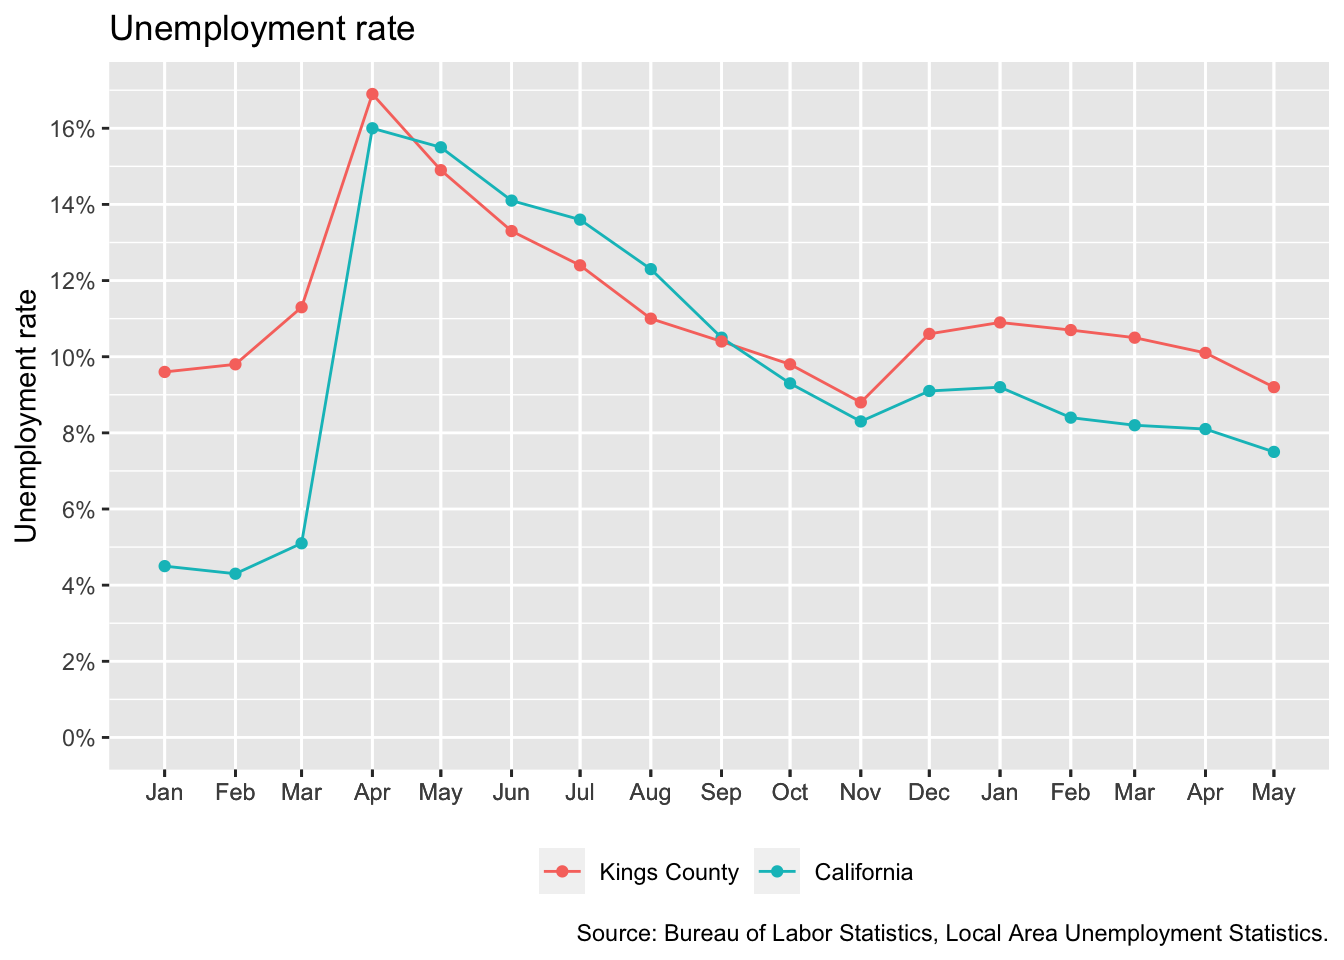 Unemployment rate
Unemployment rate
16%
14%
12%
10%
8%
6%
4%
2%
0%
Jan Feb Mar Apr May Jun Jul Aug Sep Oct Nov Dec Jan Feb Mar Apr May
Kings County California
Source: Bureau of Labor Statistics, Local Area Unemployment Statistics.